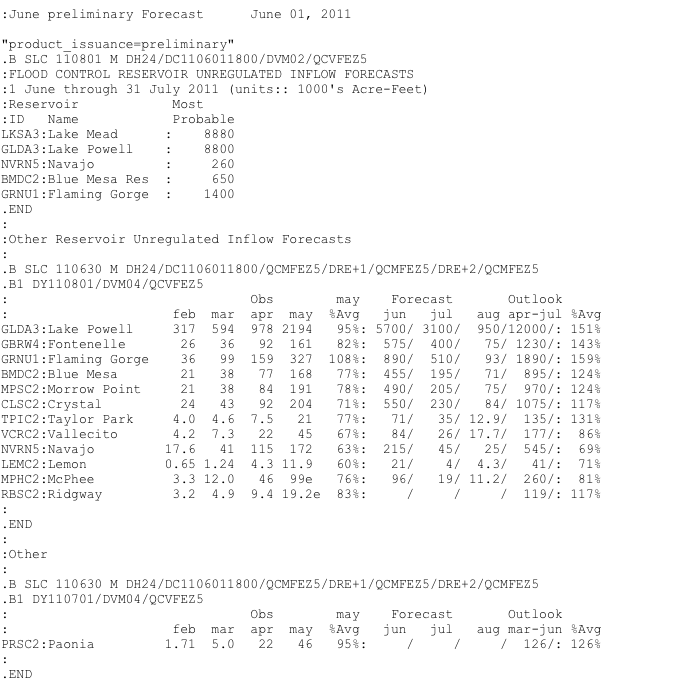 :June preliminary Forecast      June 01, 2011

"product_issuance=preliminary"
.B SLC 110801 M DH24/DC1106011800/DVM02/QCVFEZ5
:FLOOD CONTROL RESERVOIR UNREGULATED INFLOW FORECASTS
:1 June through 31 July 2011 (units:: 1000's Acre-Feet)
:Reservoir            Most
:ID   Name            Probable
LKSA3:Lake Mead      :    8880
GLDA3:Lake Powell    :    8800
NVRN5:Navajo         :     260
BMDC2:Blue Mesa Res  :     650
GRNU1:Flaming Gorge  :    1400
.END
:
:Other Reservoir Unregulated Inflow Forecasts
:
.B SLC 110630 M DH24/DC1106011800/QCMFEZ5/DRE+1/QCMFEZ5/DRE+2/QCMFEZ5
.B1 DY110801/DVM04/QCVFEZ5
:                               Obs        may    Forecast       Outlook
:                     feb  mar  apr  may  %Avg  jun   jul   aug apr-jul %Avg
GLDA3:Lake Powell     317  594  978 2194   95%: 5700/ 3100/  950/12000/: 151%
GBRW4:Fontenelle       26   36   92  161   82%:  575/  400/   75/ 1230/: 143%
GRNU1:Flaming Gorge    36   99  159  327  108%:  890/  510/   93/ 1890/: 159%
BMDC2:Blue Mesa        21   38   77  168   77%:  455/  195/   71/  895/: 124%
MPSC2:Morrow Point     21   38   84  191   78%:  490/  205/   75/  970/: 124%
CLSC2:Crystal          24   43   92  204   71%:  550/  230/   84/ 1075/: 117%
TPIC2:Taylor Park     4.0  4.6  7.5   21   77%:   71/   35/ 12.9/  135/: 131%
VCRC2:Vallecito       4.2  7.3   22   45   67%:   84/   26/ 17.7/  177/:  86%
NVRN5:Navajo         17.6   41  115  172   63%:  215/   45/   25/  545/:  69%
LEMC2:Lemon          0.65 1.24  4.3 11.9   60%:   21/    4/  4.3/   41/:  71%
MPHC2:McPhee          3.3 12.0   46  99e   76%:   96/   19/ 11.2/  260/:  81%
RBSC2:Ridgway         3.2  4.9  9.4 19.2e  83%:     /     /     /  119/: 117%
:
.END
:
:Other
:
.B SLC 110630 M DH24/DC1106011800/QCMFEZ5/DRE+1/QCMFEZ5/DRE+2/QCMFEZ5
.B1 DY110701/DVM04/QCVFEZ5
:                               Obs        may    Forecast       Outlook
:                     feb  mar  apr  may  %Avg  jun   jul   aug mar-jun %Avg
PRSC2:Paonia         1.71  5.0   22   46   95%:     /     /     /  126/: 126%
:
.END